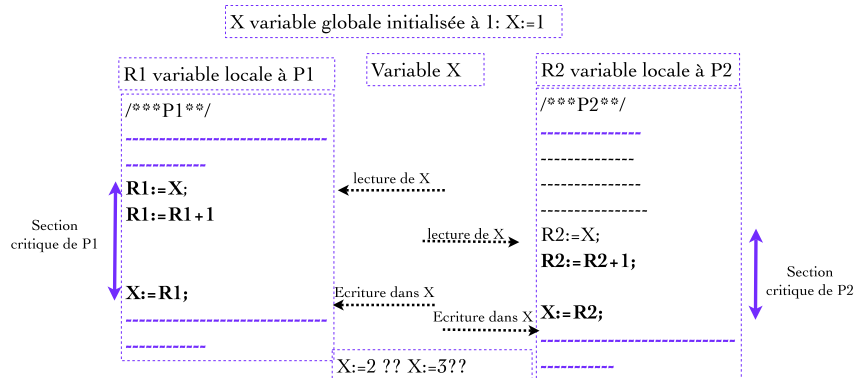 X variable globale initialisée à 1: X:=1
R1 variable locale à P1
Variable X
R2 variable locale à P2
/***P1**/
/***P2**/
lecture de X
R1:=X;
R1:=R1+1
Section
critique de P1
lecture de X
R2:=X;
R2:=R2+1;
Section
critique de P2
X:=R1;
Ecriture dans X
Ecriture dans X
X:=R2;
X:=2 ?? X:=3??